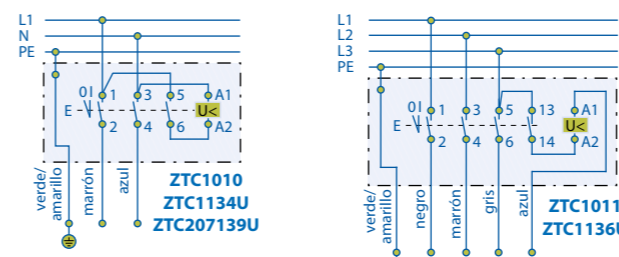 L1
N
PE
0 I
E
1 3 5 A1
U<
2 4 6 A2
verde/
amarillo
marrón
azul
ZTC1010
ZTC1134U
ZTC207139U
L1
L2
L3
PE
0 I
E
1 3 5 13 A1
U<
2 4 6 14 A2
verde/
amarillo
negro
marrón
gris
azul
ZTC1011
ZTC1136U